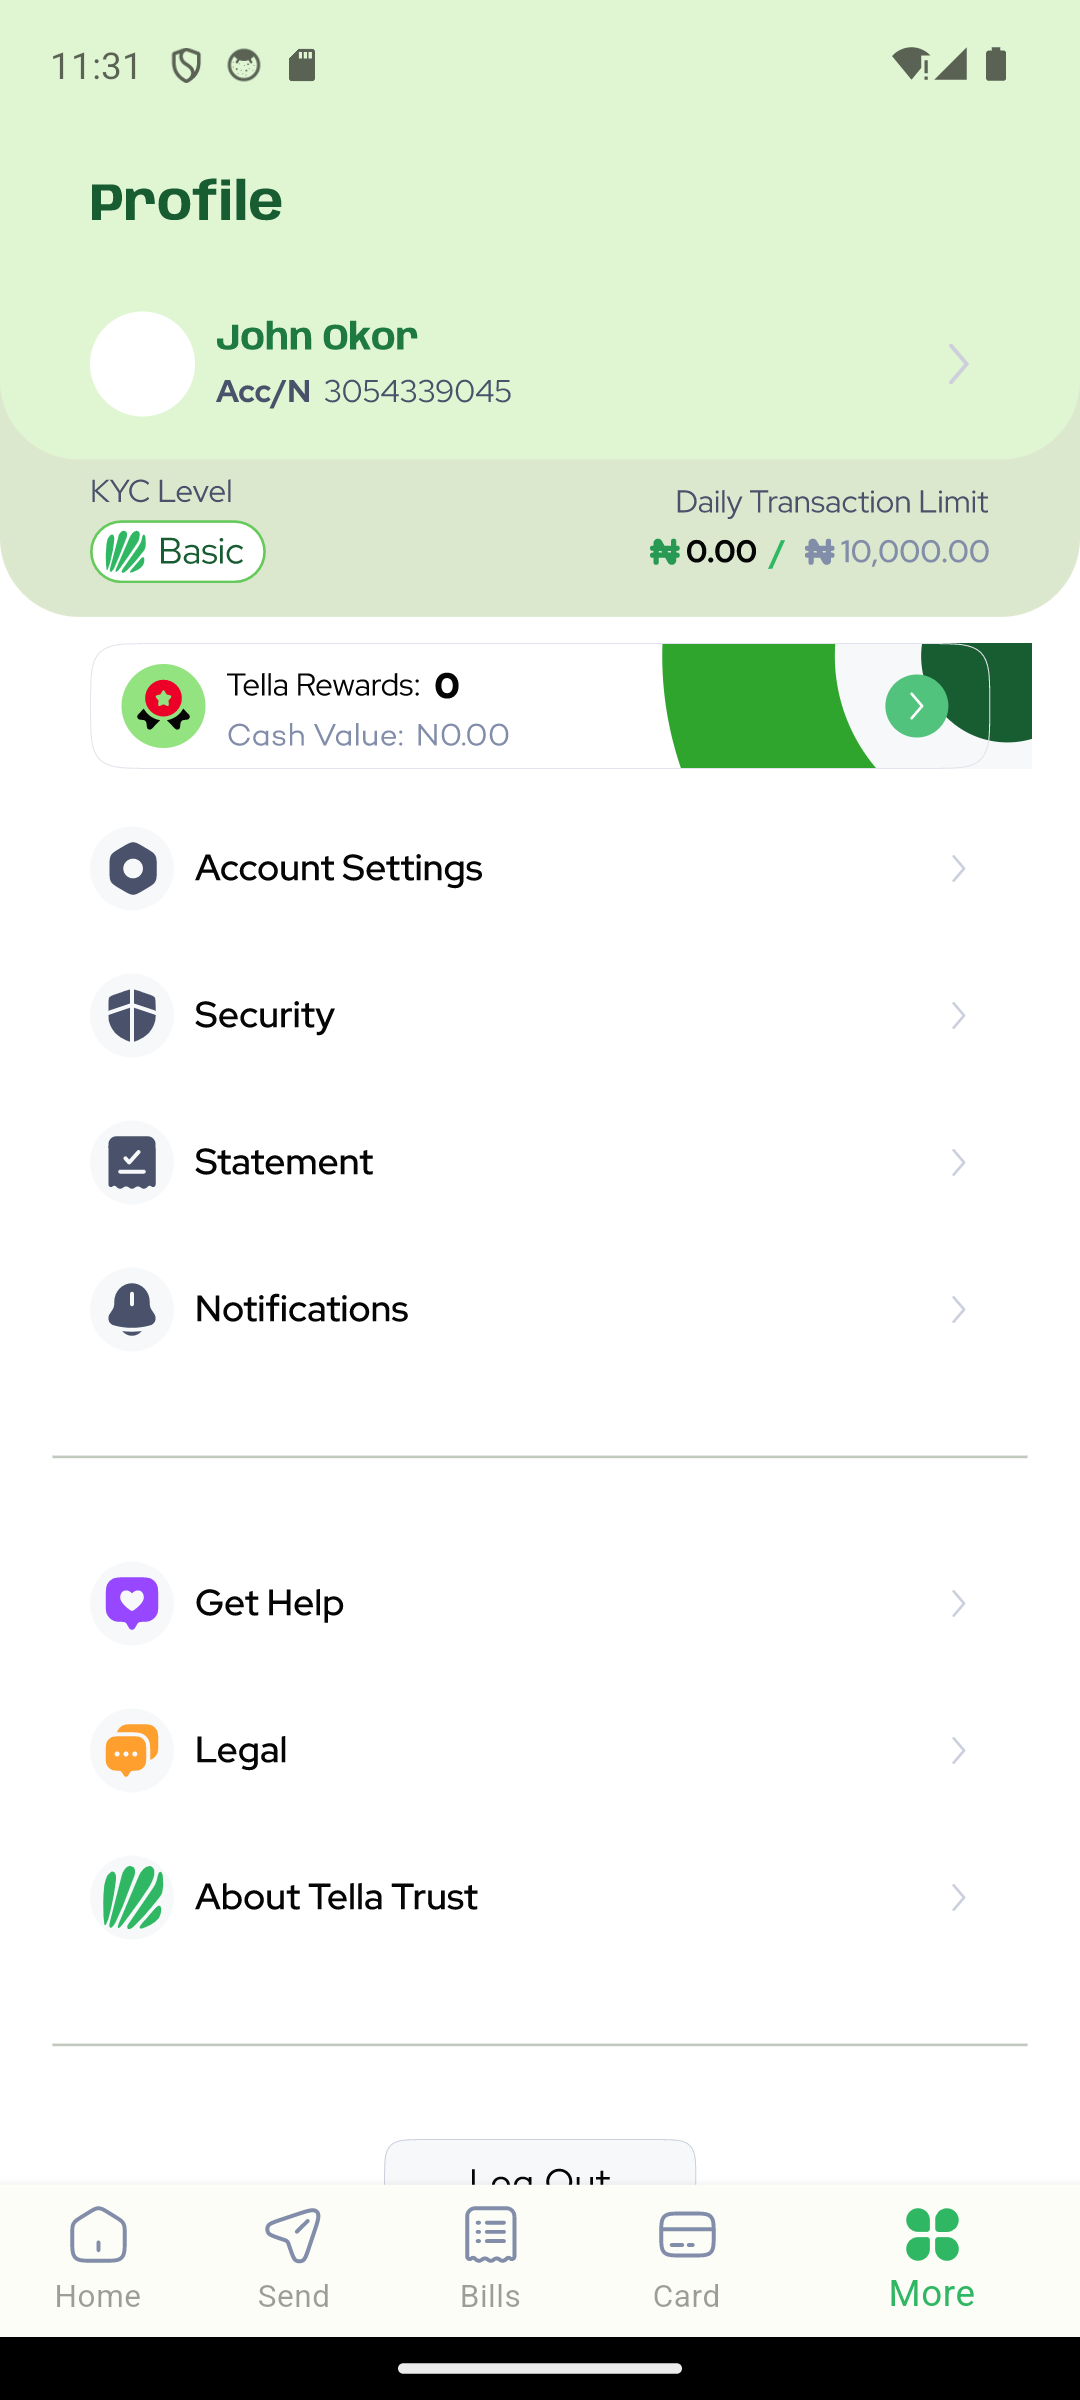 11:31
Profile
John Okor
Acc/N 3054339045
KYC Level
Basic
Daily Transaction Limit
₦ 0.00 / ₦ 10,000.00
Tella Rewards: 0
Cash Value: N0.00
Account Settings
Security
Statement
Notifications
Get Help
Legal
About Tella Trust
Log Out
Home
Send
Bills
Card
More